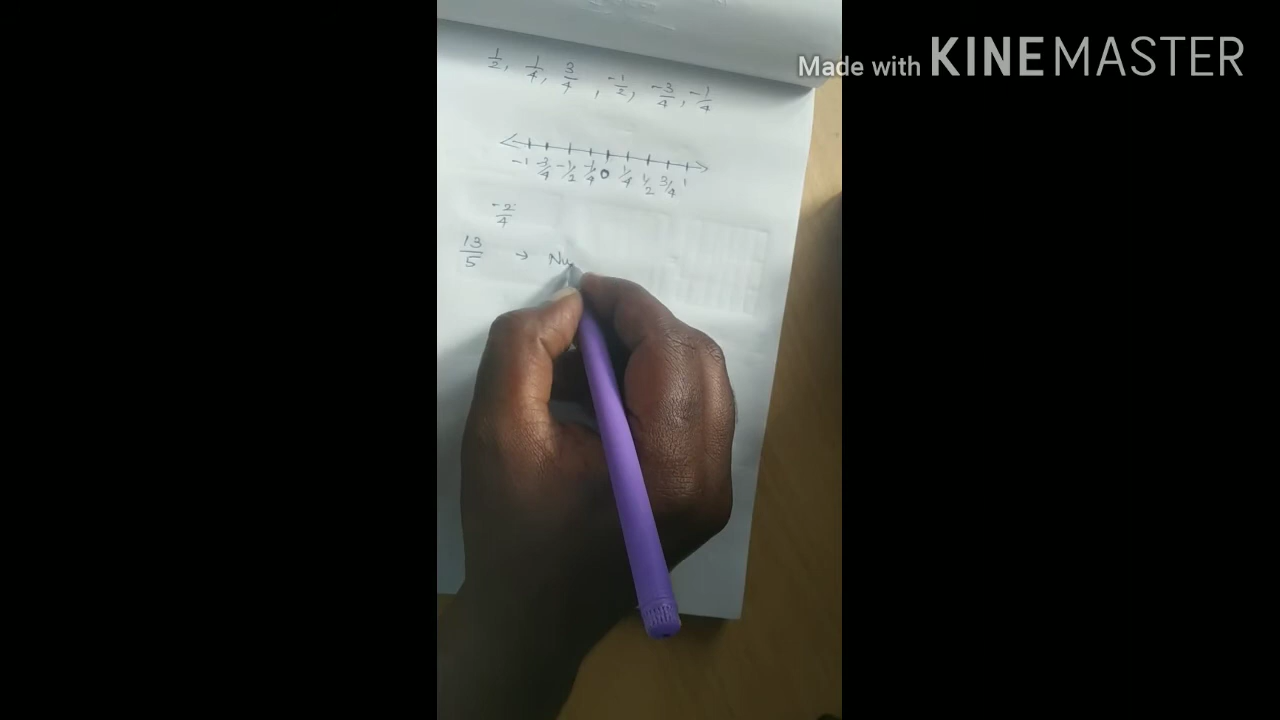 Made with KINEMASTER
1/2, 1/4, 3/4, -1/2, -3/4, -1/4
-1 -3/4 -1/2 -1/4 0 1/4 1/2 3/4 1
-2/4
13/5 → Nu